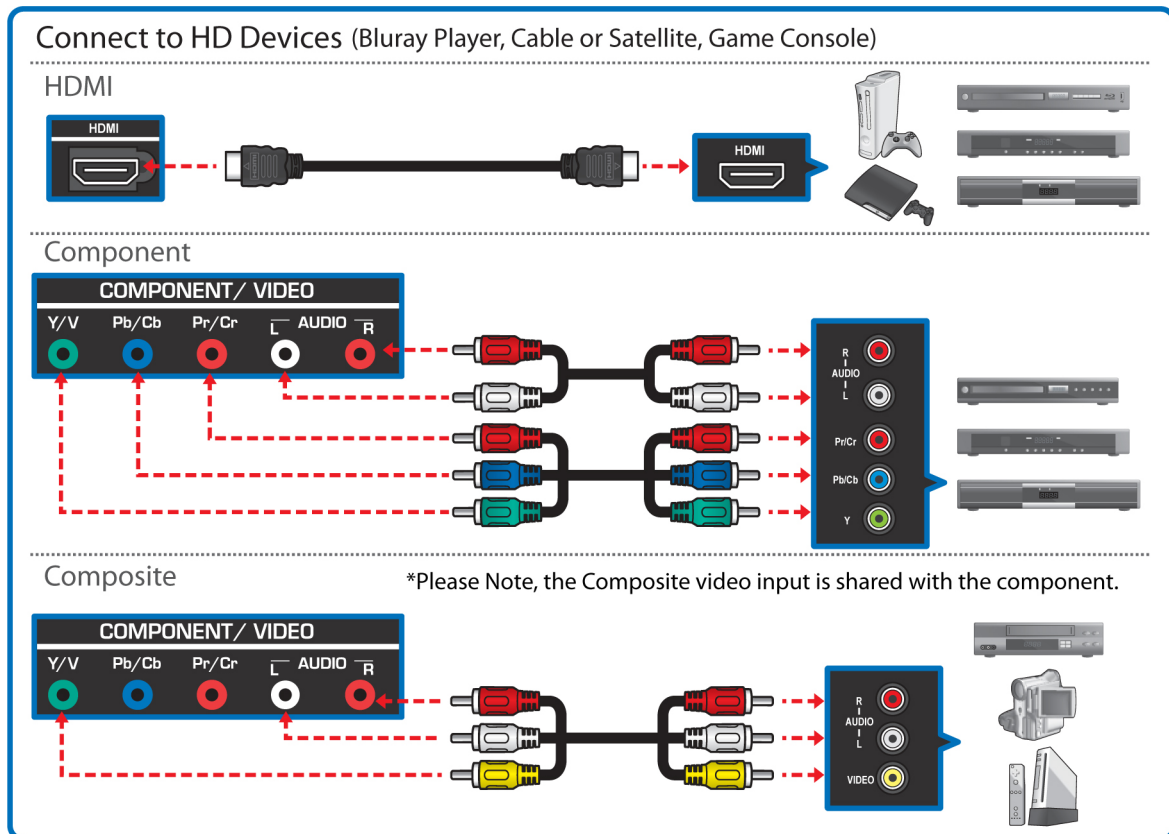 Connect to HD Devices (Bluray Player, Cable or Satellite, Game Console)
HDMI
HDMI
HDMI
Component
COMPONENT/ VIDEO
Y/V Pb/Cb Pr/Cr L AUDIO R
R
AUDIO
L
Pr/Cr
Pb/Cb
Y
Composite
*Please Note, the Composite video input is shared with the component.
COMPONENT/ VIDEO
Y/V Pb/Cb Pr/Cr L AUDIO R
R
AUDIO
L
VIDEO